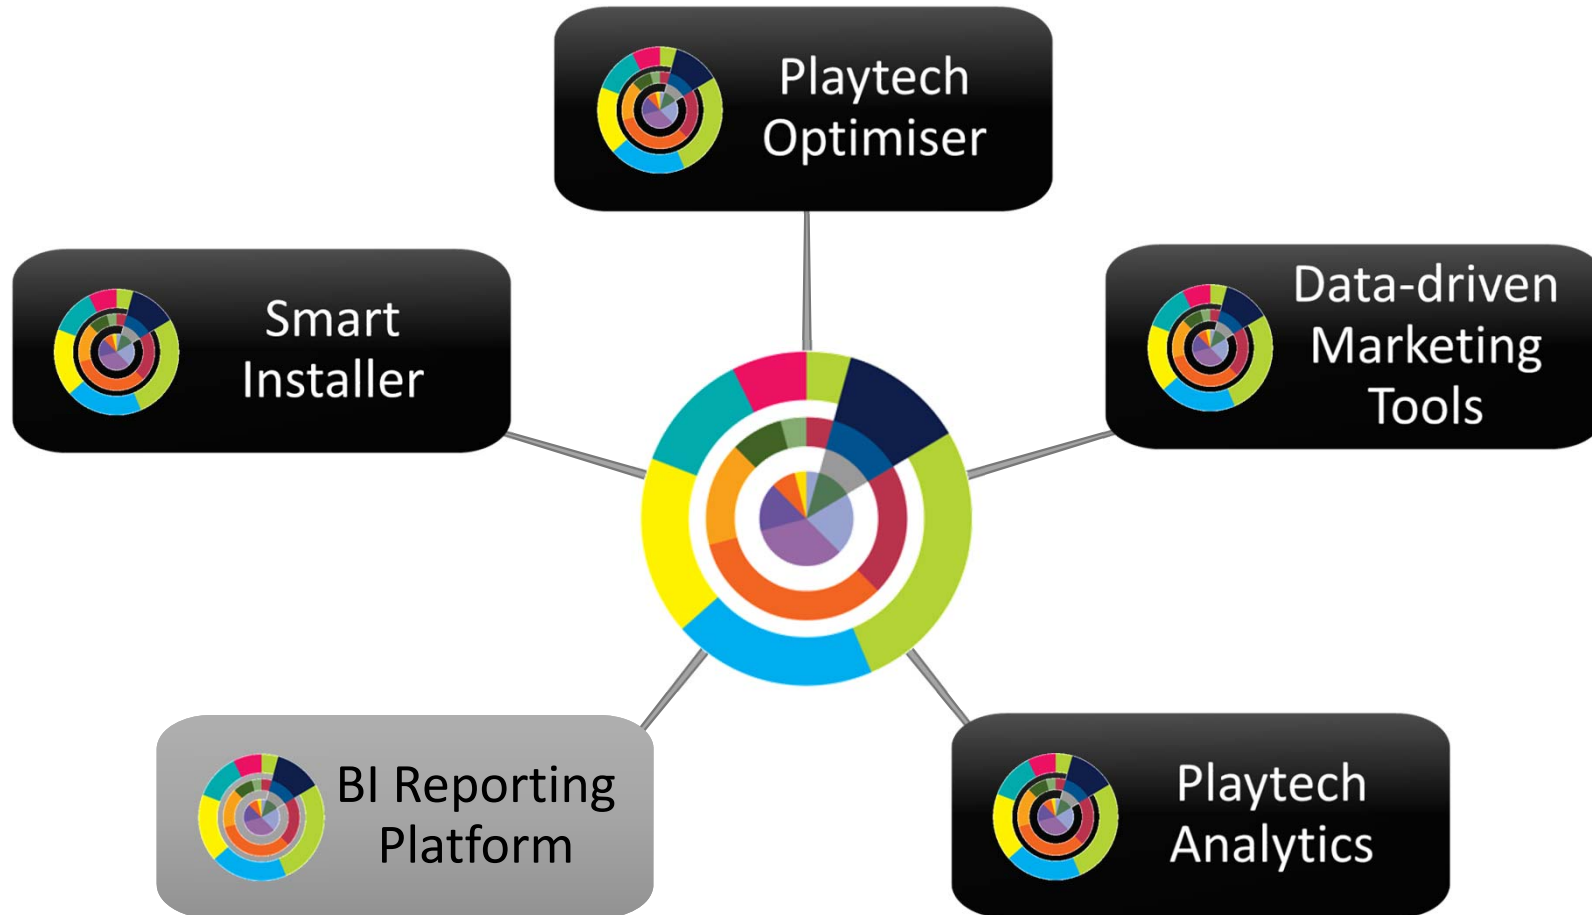 Playtech
Optimiser
Smart
Installer
Data-driven
Marketing
Tools
BI Reporting
Platform
Playtech
Analytics